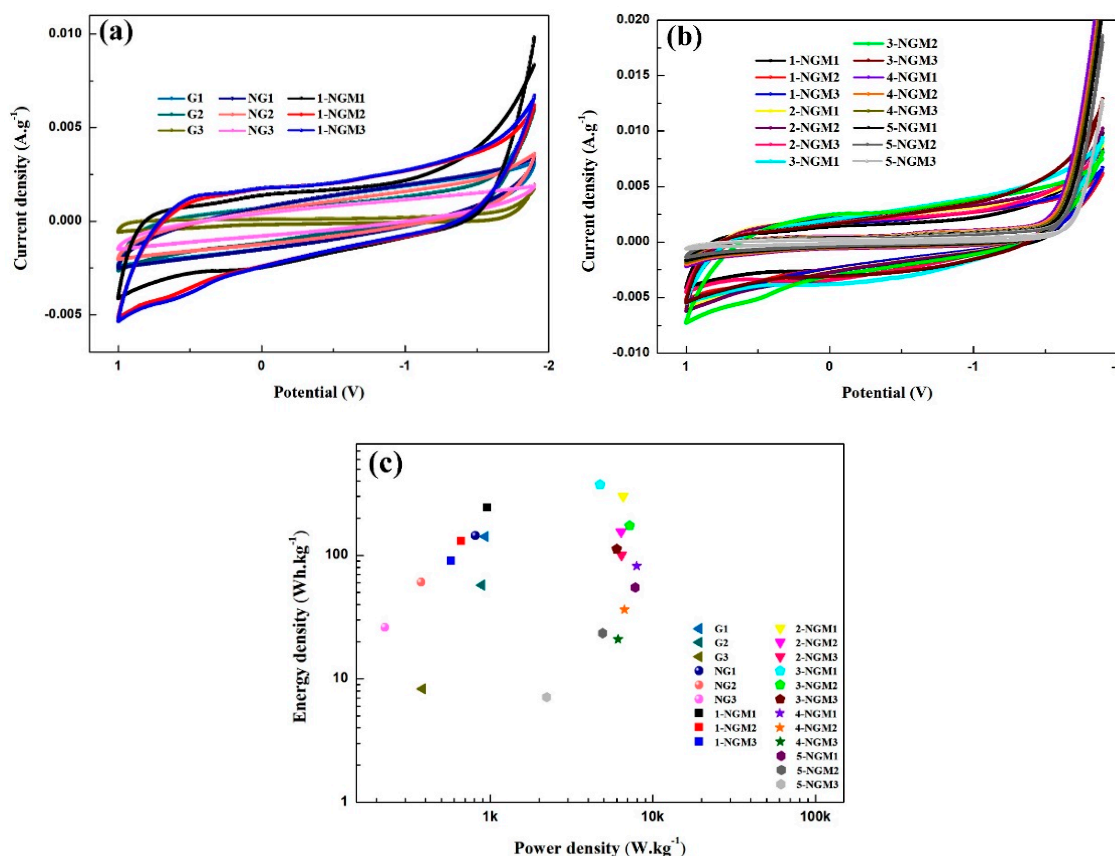 (a)
0.010
0.005
0.000
-0.005
Current density (A.g-1)
G1 NG1 1-NGM1
G2 NG2 1-NGM2
G3 NG3 1-NGM3
1 0 -1 -2
Potential (V)
(b)
0.020
0.015
0.010
0.005
0.000
-0.005
-0.010
Current density (A.g-1)
3-NGM2
1-NGM1 3-NGM3
1-NGM2 4-NGM1
1-NGM3 4-NGM2
2-NGM1 4-NGM3
2-NGM2 5-NGM1
2-NGM3 5-NGM2
3-NGM1 5-NGM3
1 0 -1
Potential (V)
(c)
100
10
1
Energy density (Wh.kg-1)
G1 2-NGM1
G2 2-NGM2
G3 2-NGM3
NG1 3-NGM1
NG2 3-NGM2
NG3 3-NGM3
1-NGM1 4-NGM1
1-NGM2 4-NGM2
1-NGM3 4-NGM3
5-NGM1
5-NGM2
5-NGM3
1k 10k 100k
Power density (W.kg-1)